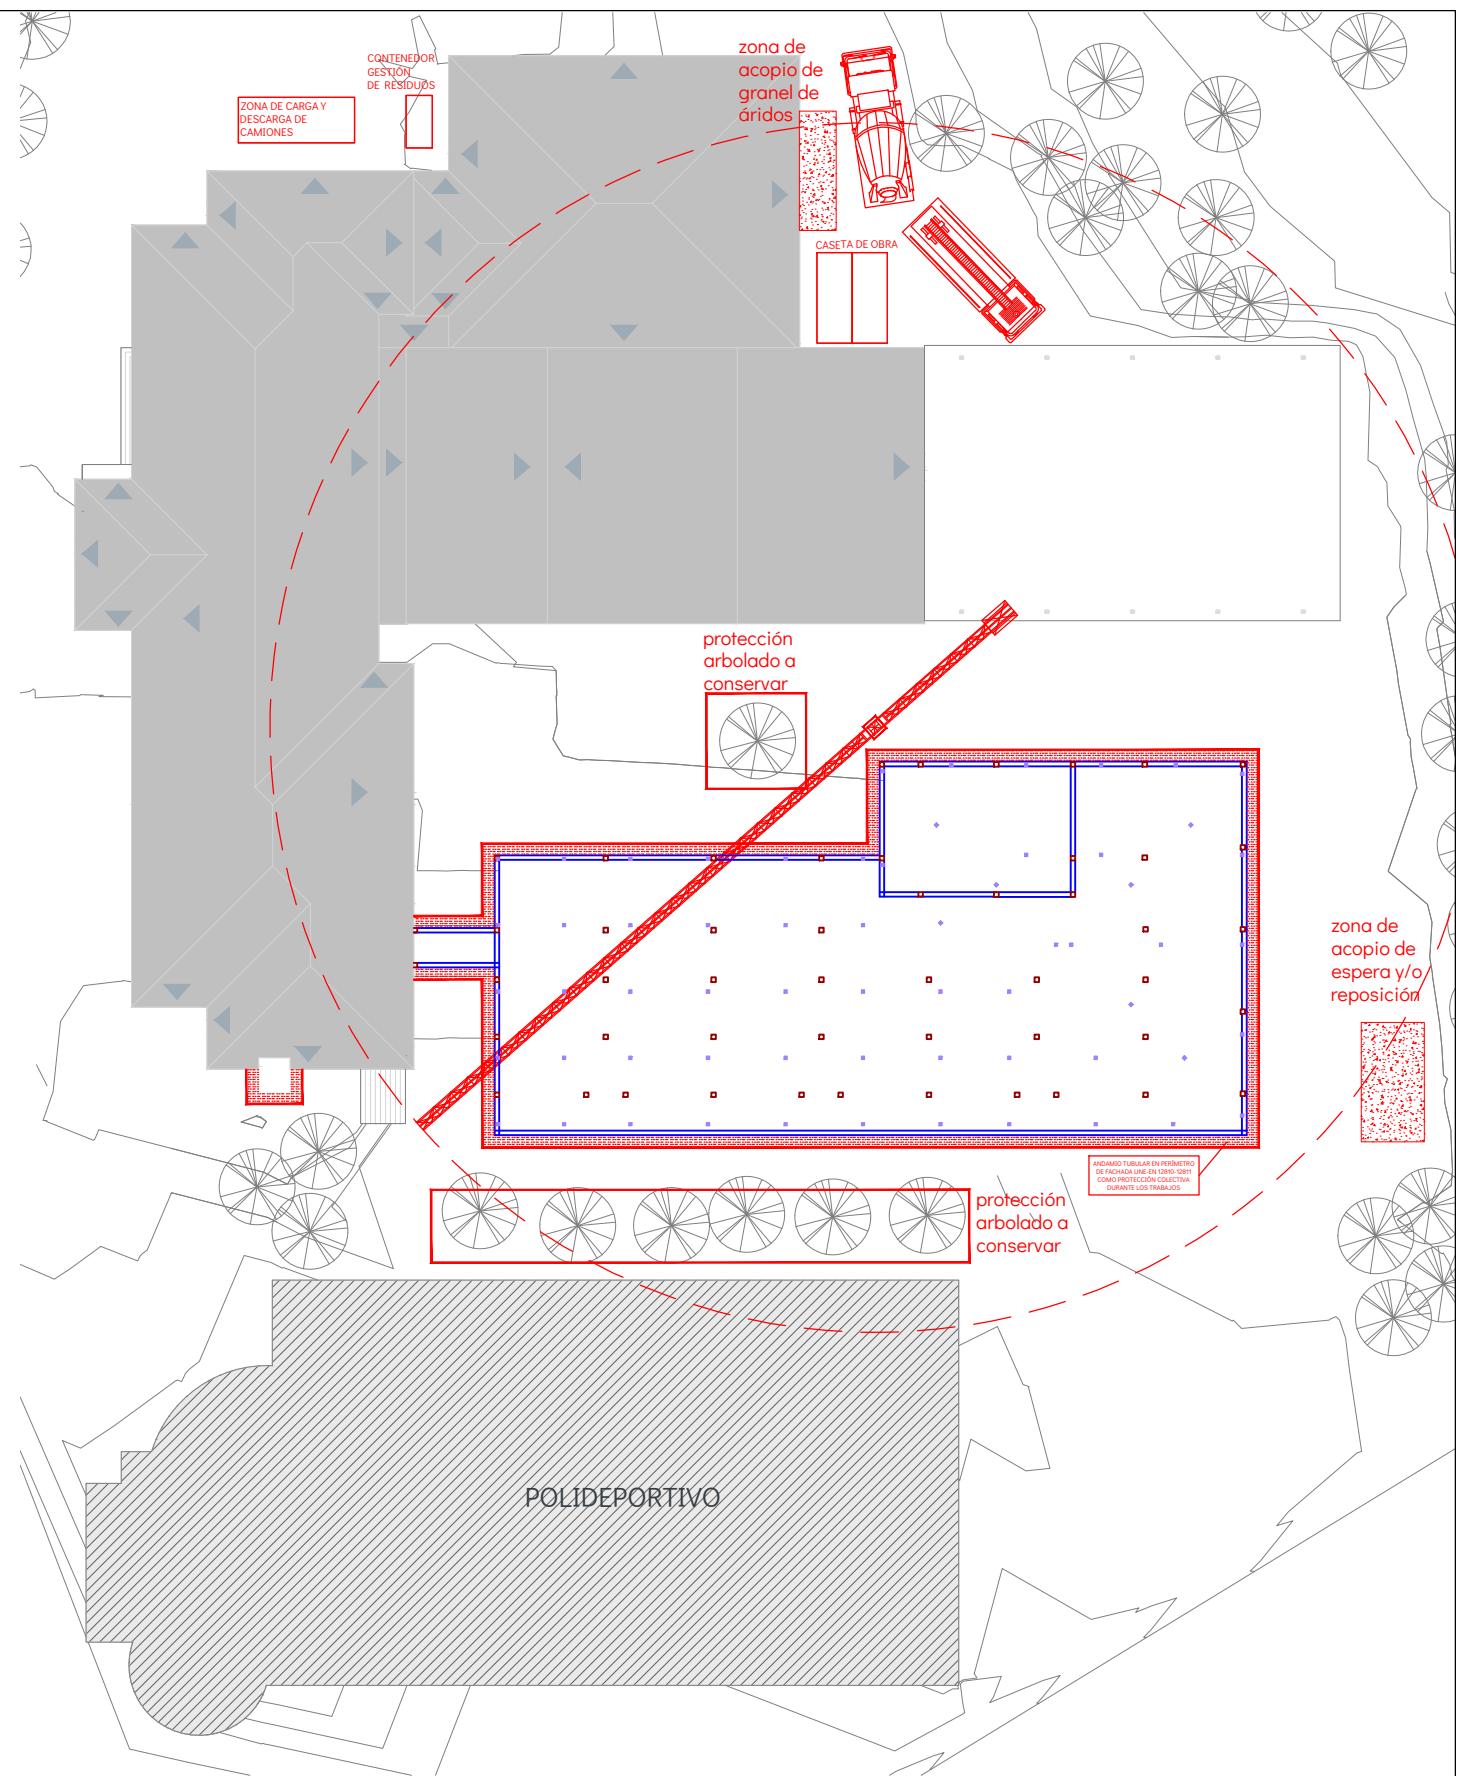 zona de
acopio de
granel de
áridos
CONTENEDOR
GESTIÓN
DE RESIDUOS
ZONA DE CARGA Y
DESCARGA DE
CAMIONES
CASETA DE OBRA
protección
arbolado a
conservar
zona de
acopio de
espera y/o
reposición
ANDAMIO TUBULAR EN PERÍMETRO
DE FACHADA UNE-EN 12810-12811
COMO PROTECCIÓN COLECTIVA
DURANTE LOS TRABAJOS
protección
arbolado a
conservar
POLIDEPORTIVO